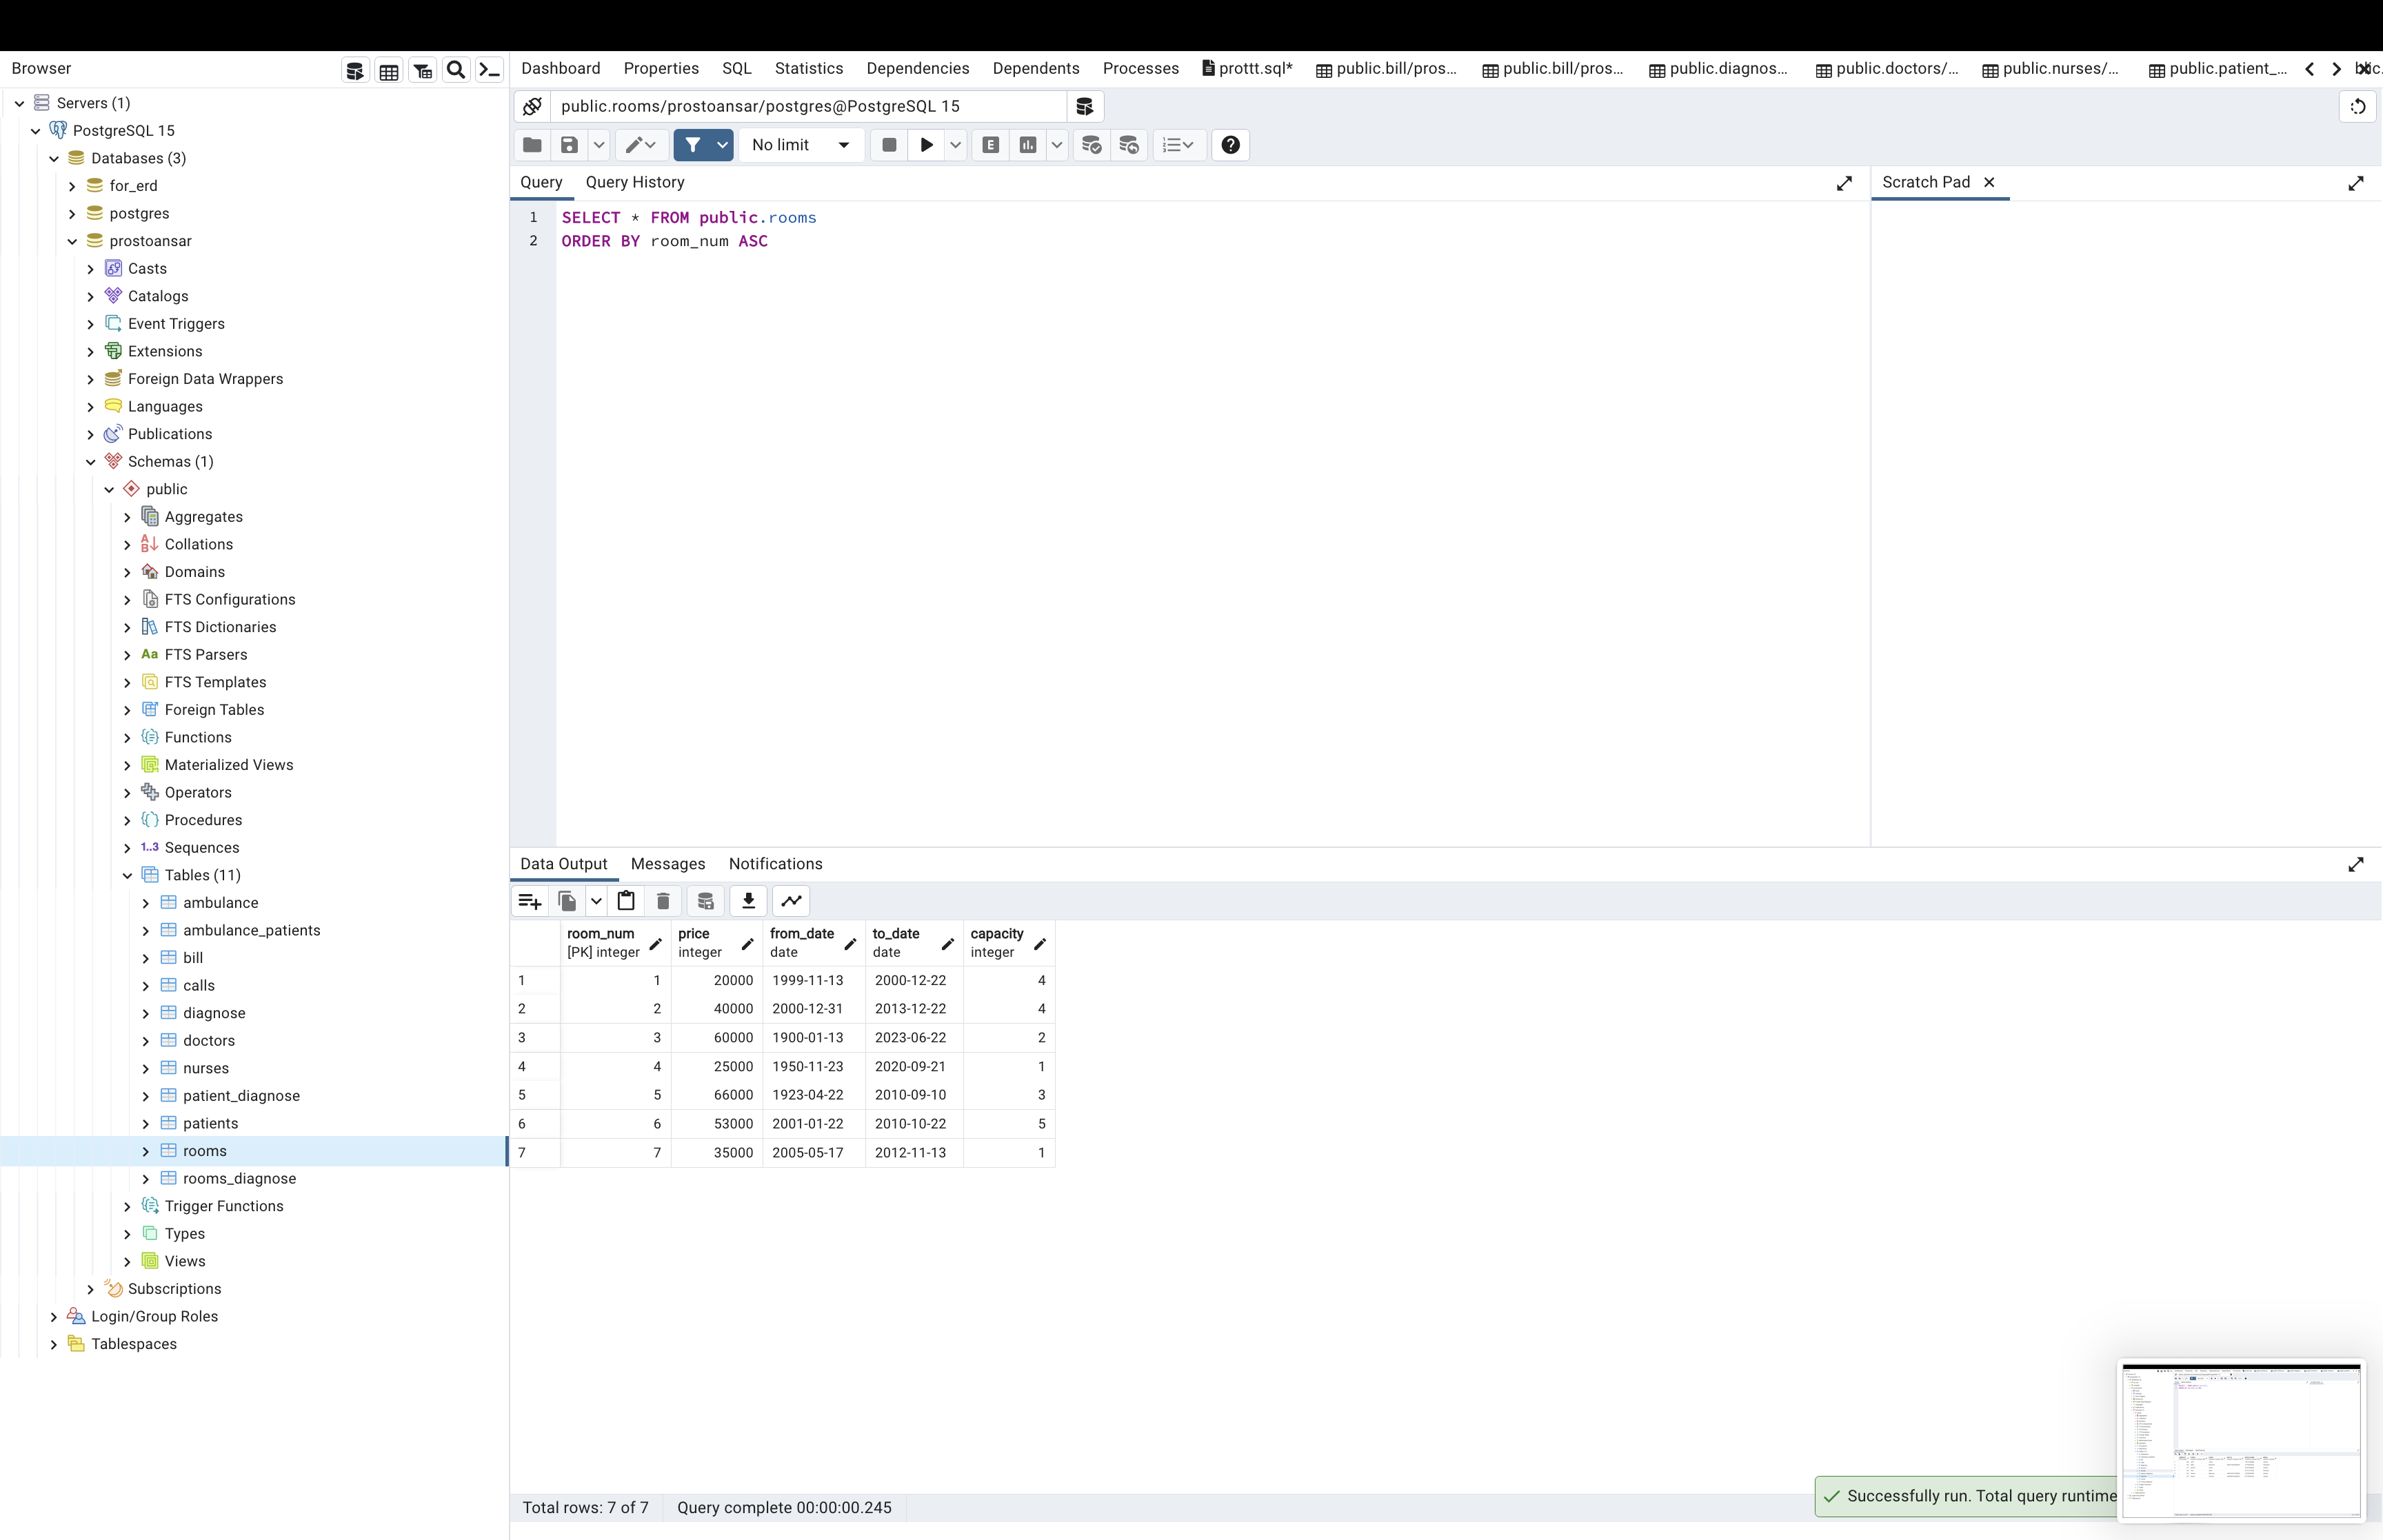 Browser
Servers (1)
PostgreSQL 15
Databases (3)
for_erd
postgres
prostoansar
Casts
Catalogs
Event Triggers
Extensions
Foreign Data Wrappers
Languages
Publications
Schemas (1)
public
Aggregates
Collations
Domains
FTS Configurations
FTS Dictionaries
Aa FTS Parsers
FTS Templates
Foreign Tables
Functions
Materialized Views
Operators
Procedures
1..3 Sequences
Tables (11)
ambulance
ambulance_patients
bill
calls
diagnose
doctors
nurses
patient_diagnose
patients
rooms
rooms_diagnose
Trigger Functions
Types
Views
Subscriptions
Login/Group Roles
Tablespaces
Dashboard Properties SQL Statistics Dependencies Dependents Processes prottt.sql* public.bill/pros... public.bill/pros... public.diagnos... public.doctors/... public.nurses/... public.patient_...
public.rooms/prostoansar/postgres@PostgreSQL 15
No limit E
Query Query History
Scratch Pad
1 SELECT * FROM public.rooms
2 ORDER BY room_num ASC
Data Output Messages Notifications
room_num price from_date to_date capacity
[PK] integer integer date date integer
1 1 20000 1999-11-13 2000-12-22 4
2 2 40000 2000-12-31 2013-12-22 4
3 3 60000 1900-01-13 2023-06-22 2
4 4 25000 1950-11-23 2020-09-21 1
5 5 66000 1923-04-22 2010-09-10 3
6 6 53000 2001-01-22 2010-10-22 5
7 7 35000 2005-05-17 2012-11-13 1
Successfully run. Total query runtime
Total rows: 7 of 7 Query complete 00:00:00.245